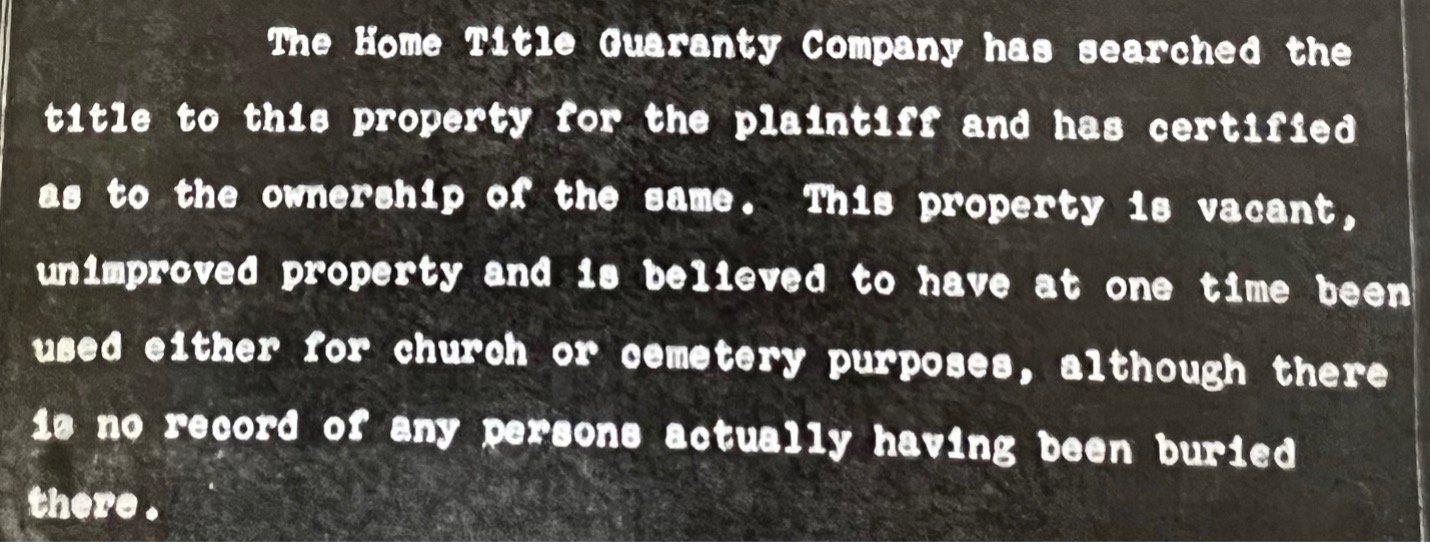 The Home Title Guaranty Company has searched the
title to this property for the plaintiff and has certified
as to the ownership of the same. This property is vacant,
unimproved property and is believed to have at one time been
used either for church or cemetery purposes, although there
is no record of any persons actually having been buried
there.